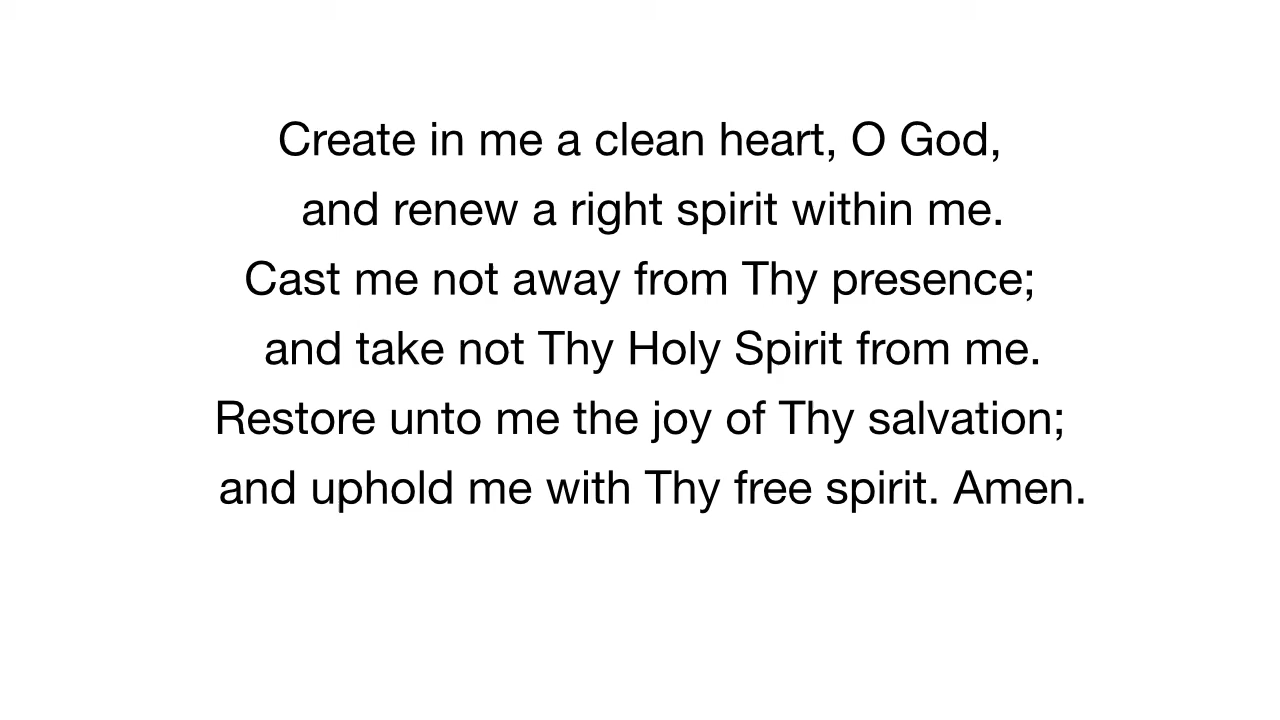 Create in me a clean heart, O God,
and renew a right spirit within me.
Cast me not away from Thy presence;
and take not Thy Holy Spirit from me.
Restore unto me the joy of Thy salvation;
and uphold me with Thy free spirit. Amen.